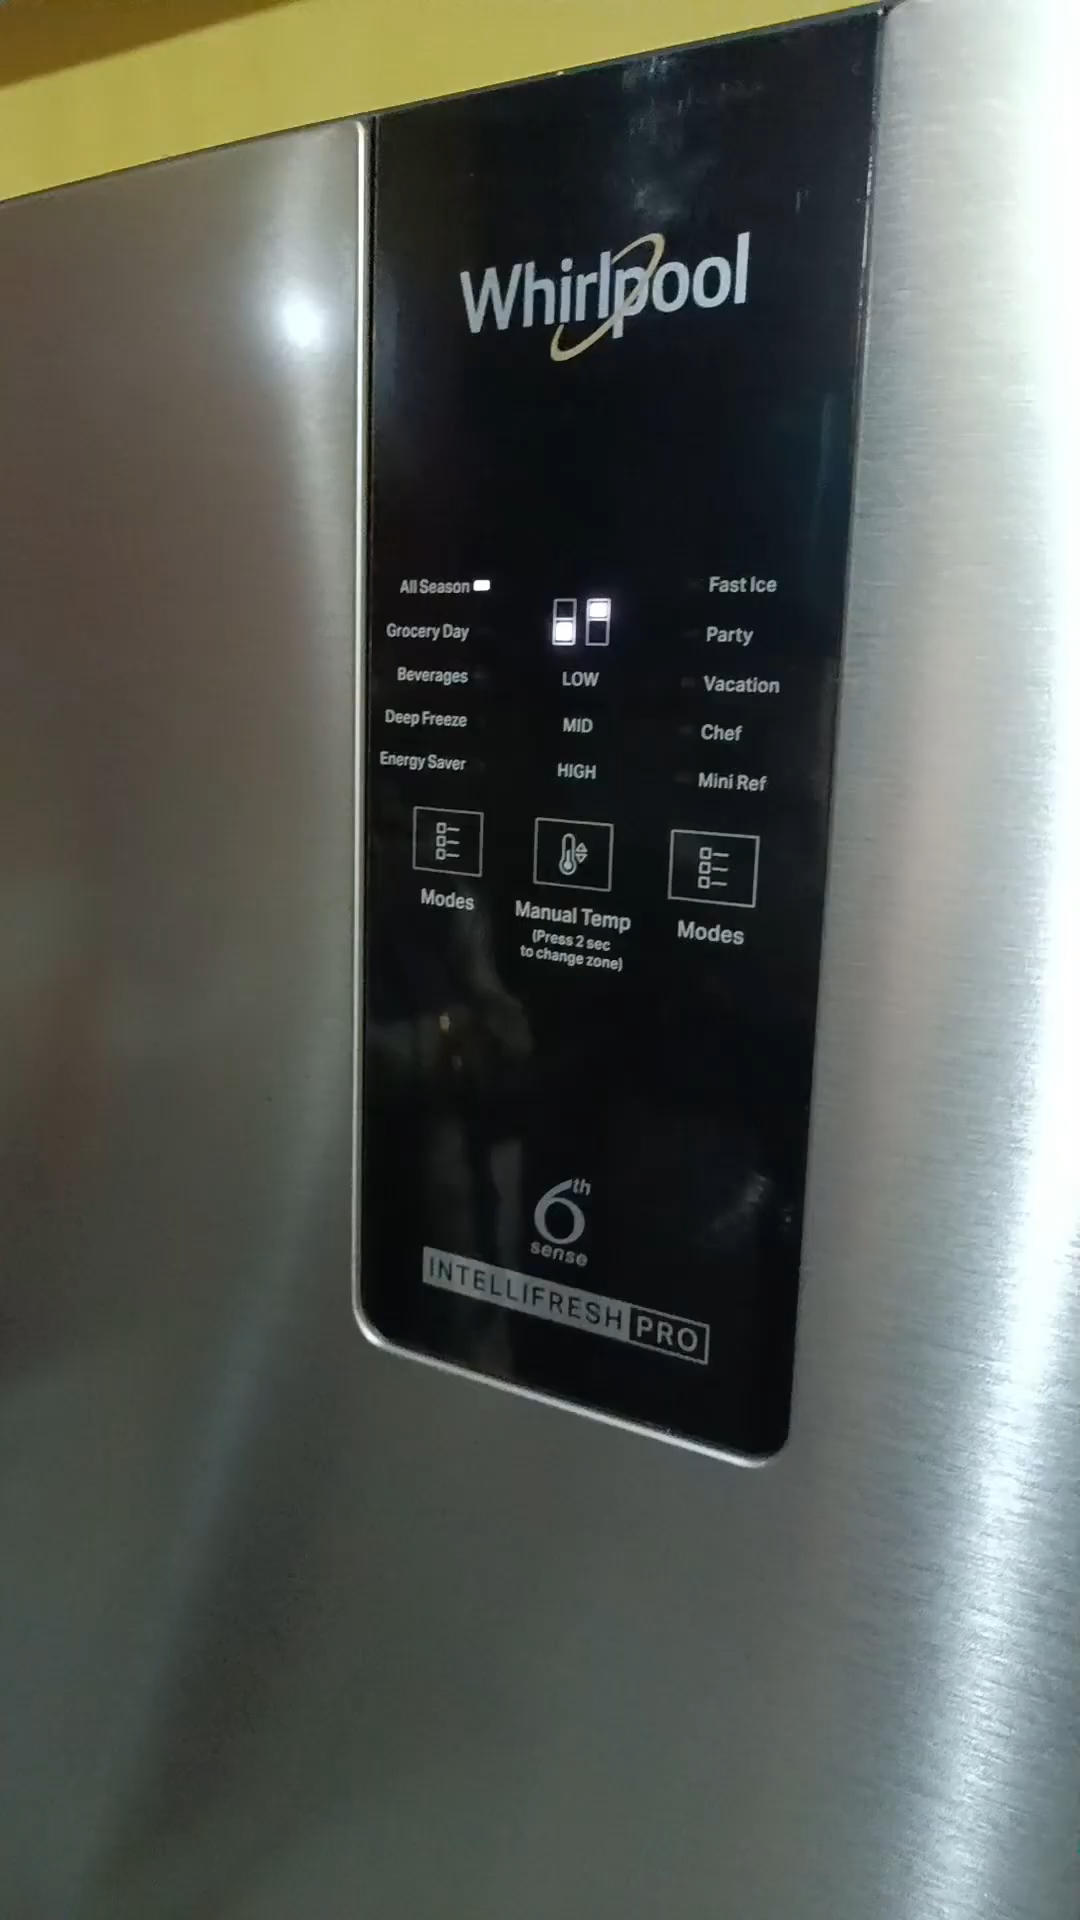 Whirlpool
All Season
Grocery Day
Beverages
Deep Freeze
Energy Saver
Modes
LOW
MID
HIGH
Manual Temp
(Press 2 sec
to change zone)
Fast Ice
Party
Vacation
Chef
Mini Ref
Modes
6th
sense
INTELLIFRESH PRO